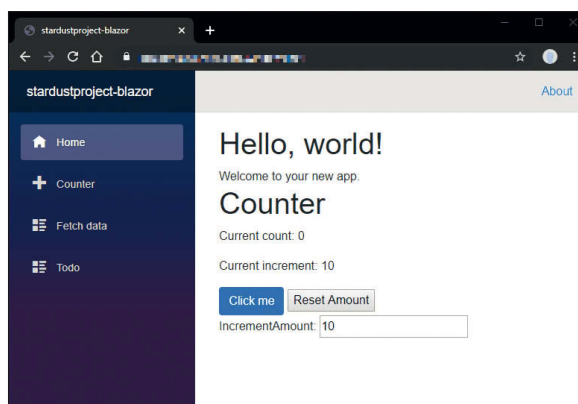 stardustproject-blazor
stardustproject-blazor
About
Home
Counter
Fetch data
Todo
Hello, world!
Welcome to your new app.
Counter
Current count: 0
Current increment: 10
Click me Reset Amount
IncrementAmount: 10